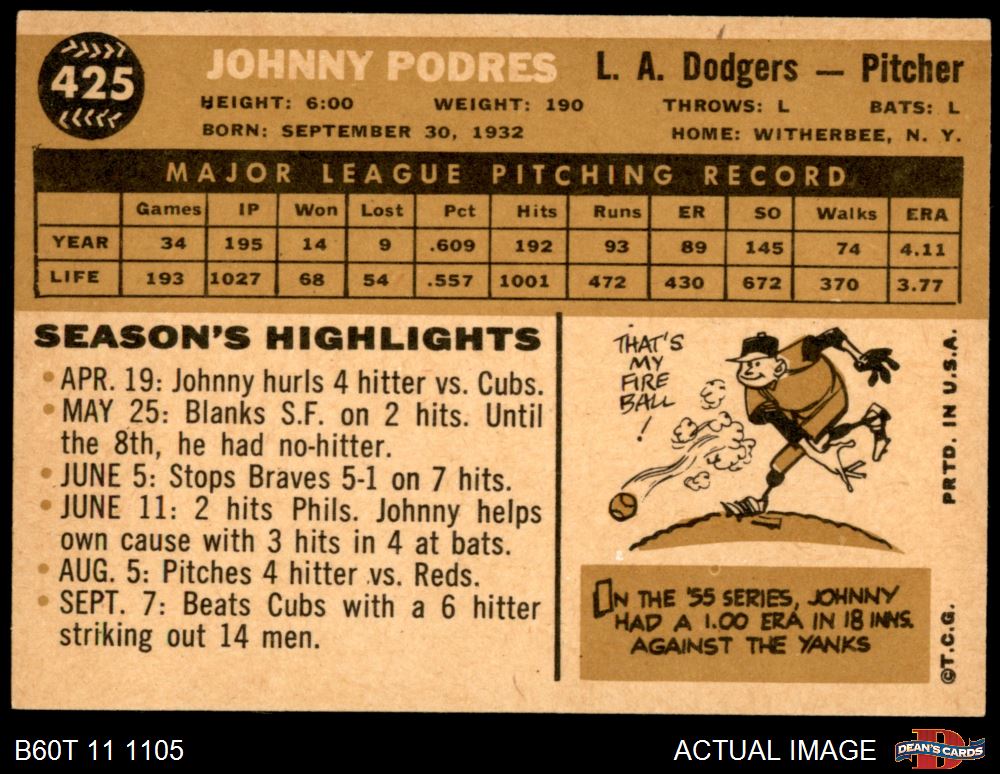 425
JOHNNY PODRES L. A. Dodgers — Pitcher
HEIGHT: 6:00 WEIGHT: 190 THROWS: L BATS: L
BORN: SEPTEMBER 30, 1932 HOME: WITHERBEE, N. Y.
MAJOR LEAGUE PITCHING RECORD
Games IP Won Lost Pct Hits Runs ER SO Walks ERA
YEAR 34 195 14 9 .609 192 93 89 145 74 4.11
LIFE 193 1027 68 54 .557 1001 472 430 672 370 3.77
SEASON'S HIGHLIGHTS
• APR. 19: Johnny hurls 4 hitter vs. Cubs.
• MAY 25: Blanks S.F. on 2 hits. Until
the 8th, he had no-hitter.
• JUNE 5: Stops Braves 5-1 on 7 hits.
• JUNE 11: 2 hits Phils. Johnny helps
own cause with 3 hits in 4 at bats.
• AUG. 5: Pitches 4 hitter vs. Reds.
• SEPT. 7: Beats Cubs with a 6 hitter
striking out 14 men.
THAT'S
MY
FIRE
BALL
!
ON THE '55 SERIES, JOHNNY
HAD A 1.00 ERA IN 18 INNS.
AGAINST THE YANKS
PRTD. IN U.S.A.
©T.C.G.
B60T 11 1105 ACTUAL IMAGE
D
DEAN'S CARDS